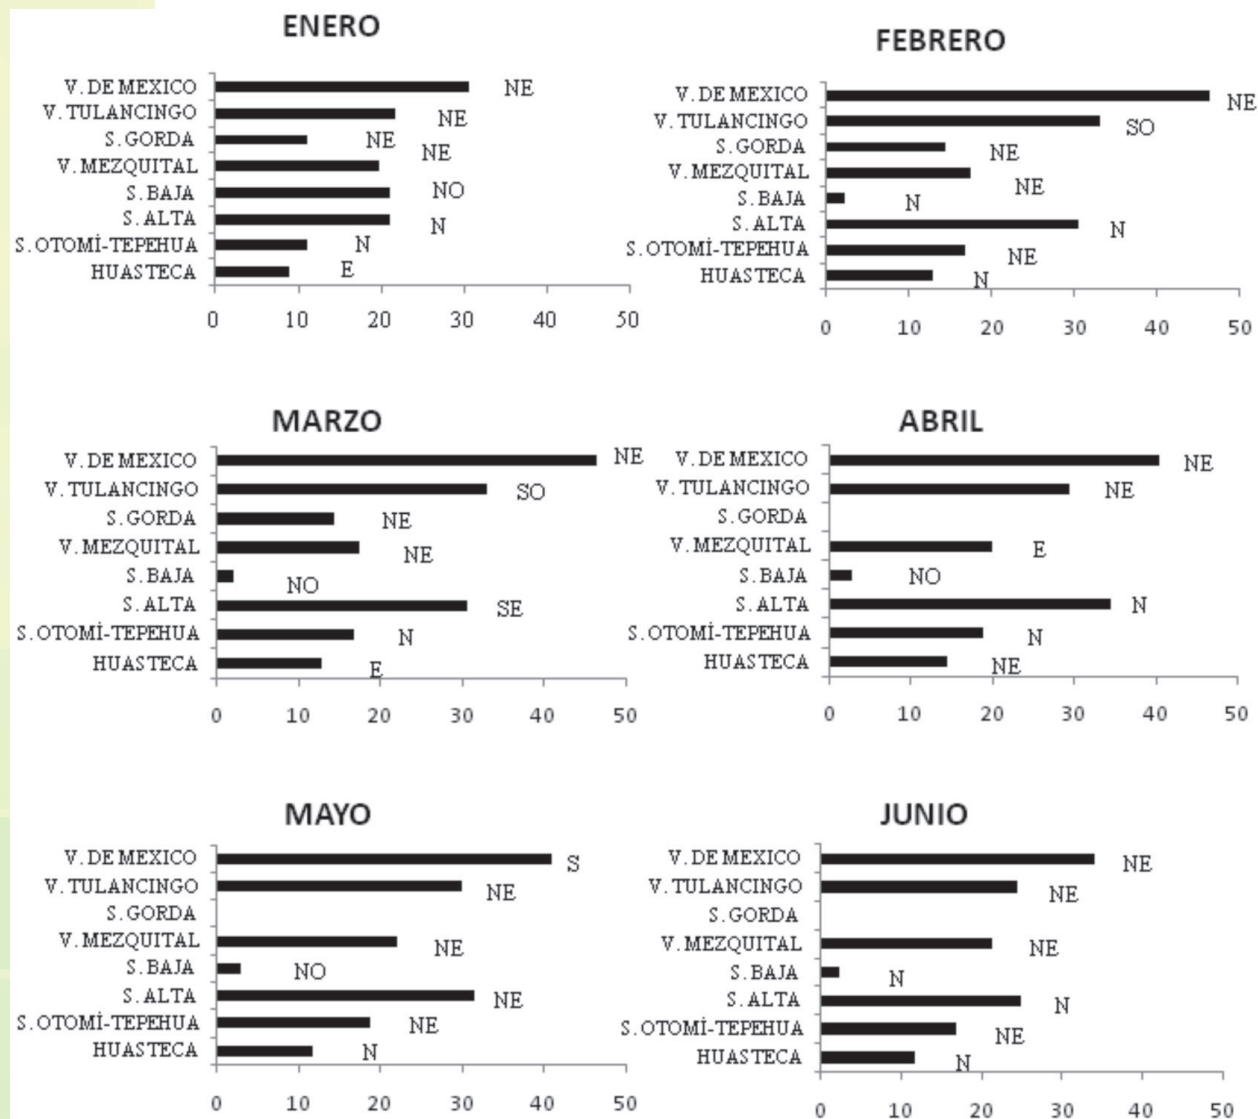 ENERO
V. DE MEXICO NE
V. TULANCINGO NE
S. GORDA NE
V. MEZQUITAL NE
S. BAJA NO
S. ALTA N
S. OTOMÍ-TEPEHUA N
HUASTECA E
0 10 20 30 40 50
FEBRERO
V. DE MEXICO NE
V. TULANCINGO SO
S. GORDA NE
V. MEZQUITAL NE
S. BAJA N
S. ALTA N
S. OTOMÍ-TEPEHUA NE
HUASTECA N
0 10 20 30 40 50
MARZO
V. DE MEXICO NE
V. TULANCINGO SO
S. GORDA NE
V. MEZQUITAL NE
S. BAJA NO
S. ALTA SE
S. OTOMÍ-TEPEHUA N
HUASTECA E
0 10 20 30 40 50
ABRIL
V. DE MEXICO NE
V. TULANCINGO NE
S. GORDA
V. MEZQUITAL E
S. BAJA NO
S. ALTA N
S. OTOMÍ-TEPEHUA N
HUASTECA NE
0 10 20 30 40 50
MAYO
V. DE MEXICO S
V. TULANCINGO NE
S. GORDA
V. MEZQUITAL NE
S. BAJA NO
S. ALTA NE
S. OTOMÍ-TEPEHUA NE
HUASTECA N
0 10 20 30 40 50
JUNIO
V. DE MEXICO NE
V. TULANCINGO NE
S. GORDA
V. MEZQUITAL NE
S. BAJA N
S. ALTA N
S. OTOMÍ-TEPEHUA NE
HUASTECA N
0 10 20 30 40 50